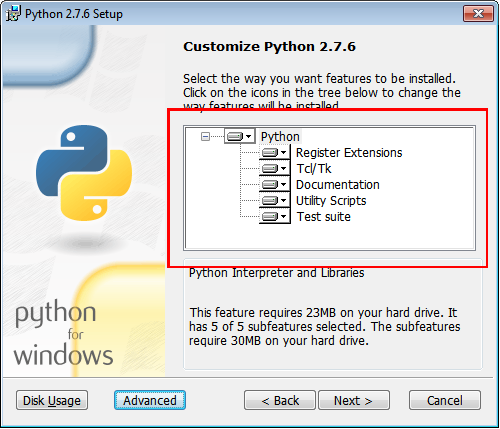 Python 2.7.6 Setup
Customize Python 2.7.6
Select the way you want features to be installed.
Click on the icons in the tree below to change the
way features will be installed.
Python
Register Extensions
Tcl/Tk
Documentation
Utility Scripts
Test suite
Python Interpreter and Libraries
This feature requires 23MB on your hard drive. It
has 5 of 5 subfeatures selected. The subfeatures
require 30MB on your hard drive.
python
for
windows
Disk Usage
Advanced
< Back
Next >
Cancel